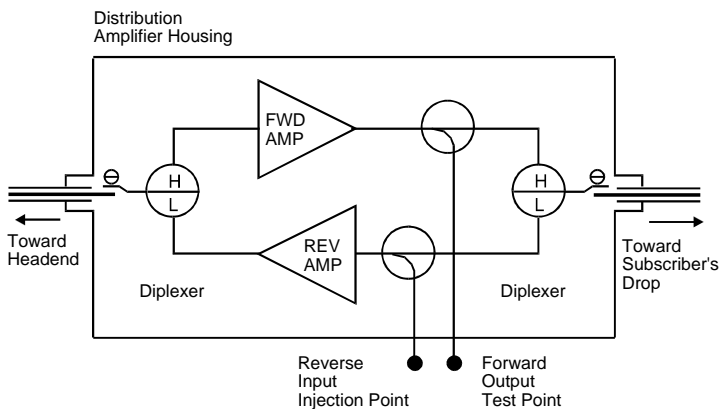 Distribution
Amplifier Housing
FWD
AMP
H
L
H
L
REV
AMP
Toward
Headend
Toward
Subscriber's
Drop
Diplexer
Diplexer
Reverse
Input
Injection Point
Forward
Output
Test Point